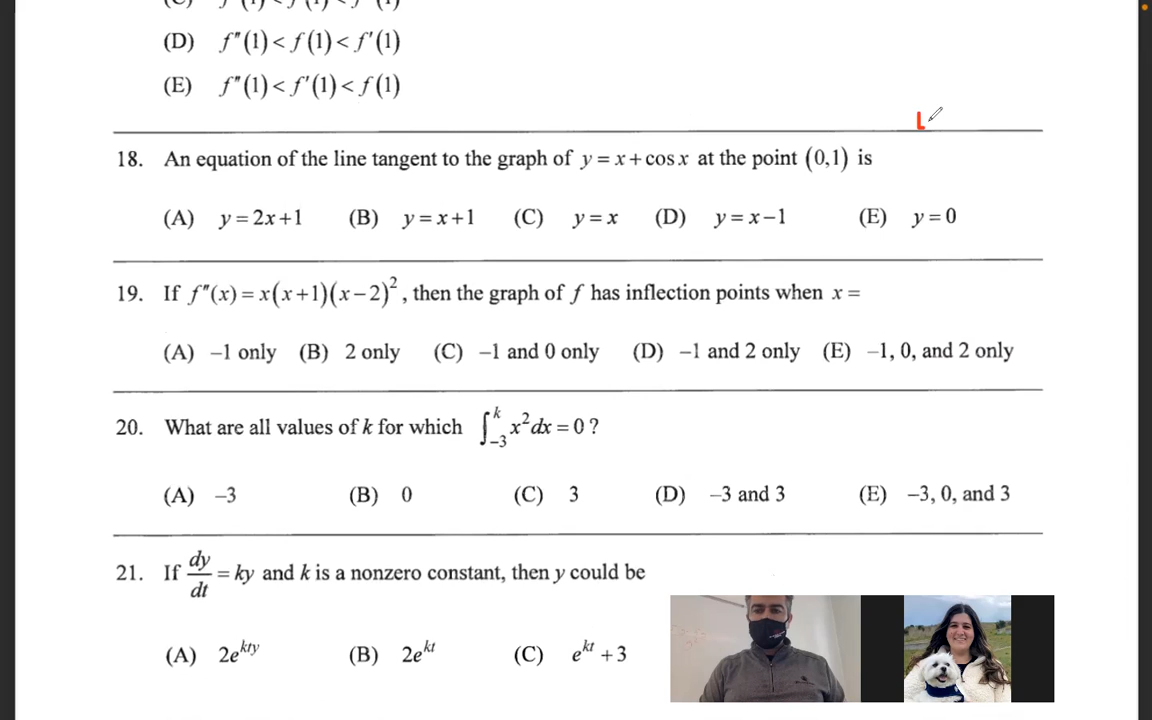 (D) f"(1) < f(1) < f'(1)
(E) f"(1) < f'(1) < f(1)
18. An equation of the line tangent to the graph of y = x + cos x at the point (0,1) is
(A) y = 2x+1 (B) y = x+1 (C) y = x (D) y = x−1 (E) y = 0
19. If f"(x) = x(x+1)(x−2)², then the graph of f has inflection points when x =
(A) −1 only (B) 2 only (C) −1 and 0 only (D) −1 and 2 only (E) −1, 0, and 2 only
20. What are all values of k for which ∫₋₃ᵏ x² dx = 0 ?
(A) −3 (B) 0 (C) 3 (D) −3 and 3 (E) −3, 0, and 3
21. If dy/dt = ky and k is a nonzero constant, then y could be
(A) 2e^{kty} (B) 2e^{kt} (C) e^{kt} + 3